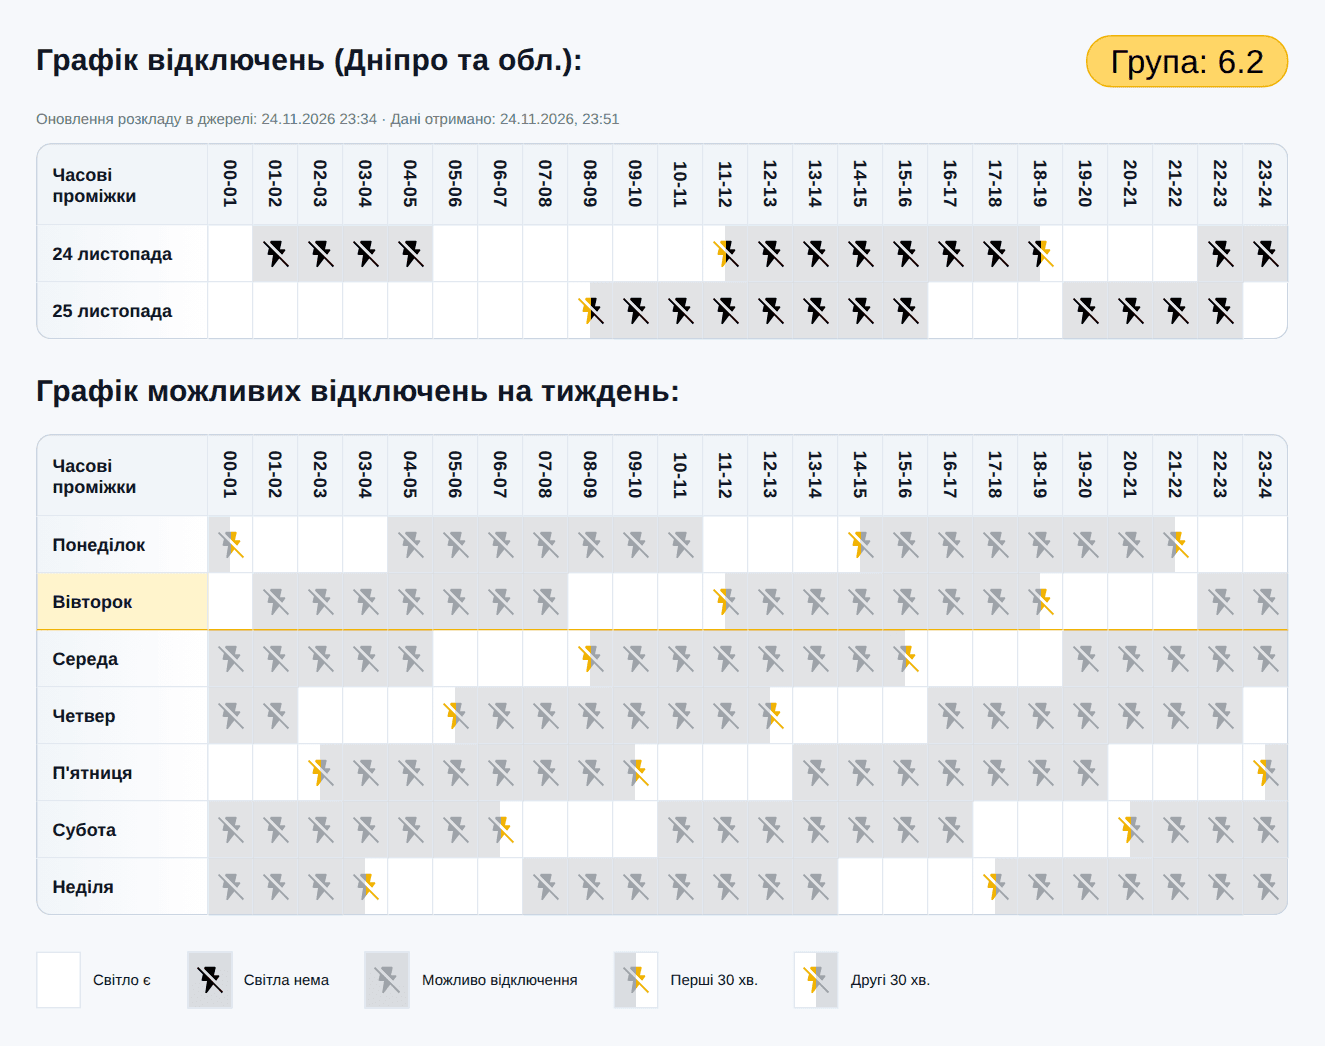 Графік відключень (Дніпро та обл.):
Група: 6.2
Оновлення розкладу в джерелі: 24.11.2026 23:34 · Дані отримано: 24.11.2026, 23:51
Часові
проміжки
00-01 01-02 02-03 03-04 04-05 05-06 06-07 07-08 08-09 09-10 10-11 11-12 12-13 13-14 14-15 15-16 16-17 17-18 18-19 19-20 20-21 21-22 22-23 23-24
24 листопада
25 листопада
Графік можливих відключень на тиждень:
Часові
проміжки
00-01 01-02 02-03 03-04 04-05 05-06 06-07 07-08 08-09 09-10 10-11 11-12 12-13 13-14 14-15 15-16 16-17 17-18 18-19 19-20 20-21 21-22 22-23 23-24
Понеділок
Вівторок
Середа
Четвер
П'ятниця
Субота
Неділя
Світло є
Світла нема
Можливо відключення
Перші 30 хв.
Другі 30 хв.